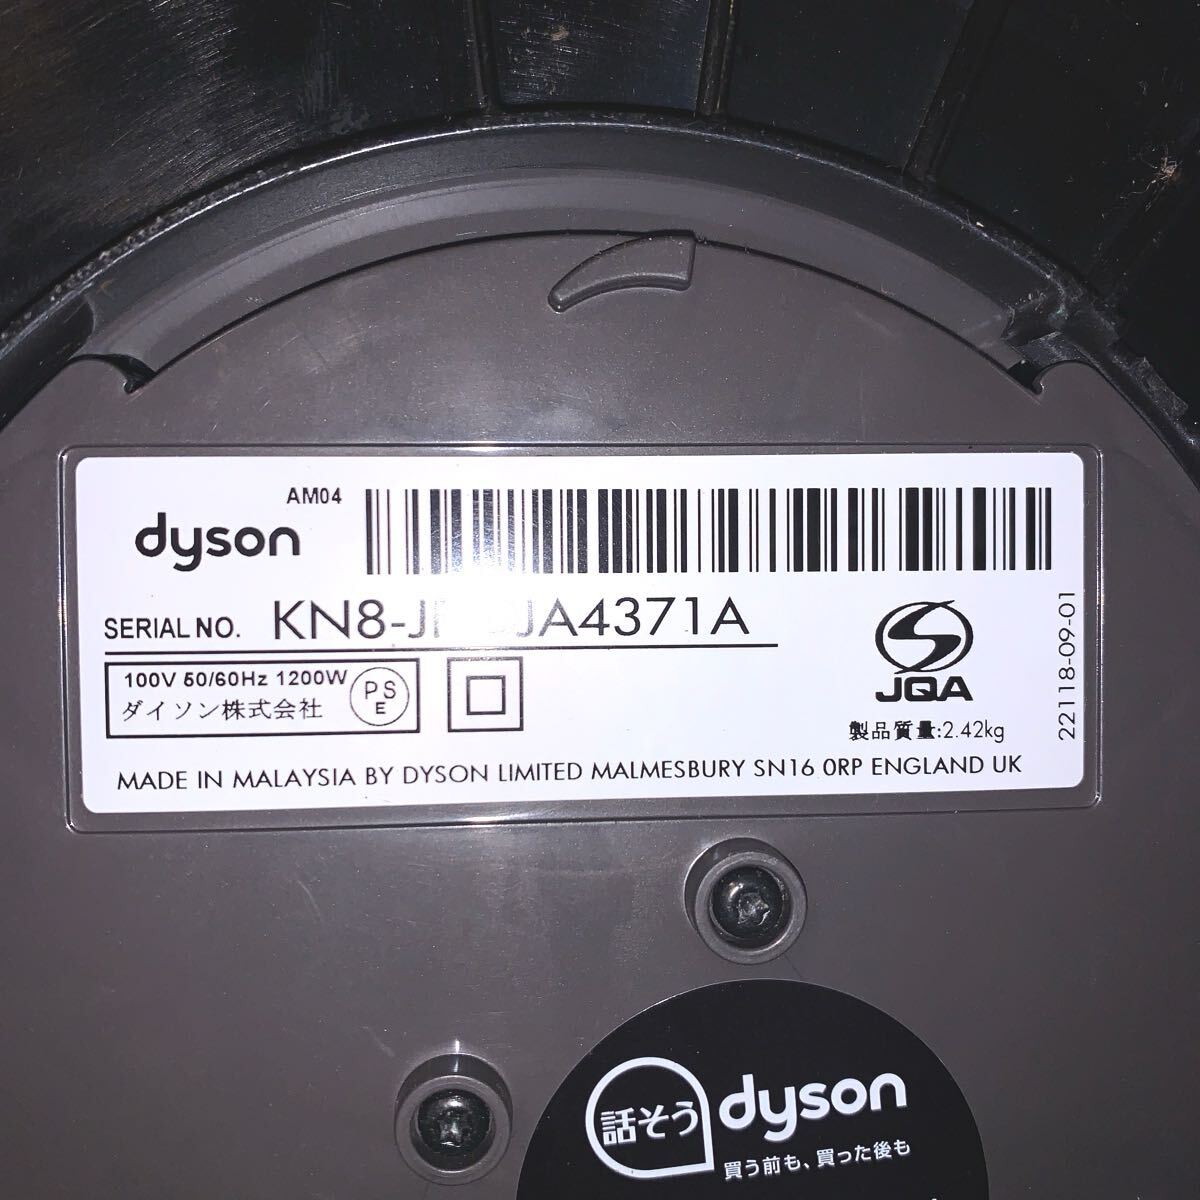 AM04
dyson
SERIAL NO.
100V 50/60Hz 1200W
ダイソン株式会社
PSE
JQA
製品質量:2.42kg
22118-09-01
MADE IN MALAYSIA BY DYSON LIMITED MALMESBURY SN16 0RP ENGLAND UK
話そう dyson
買う前も、買った後も